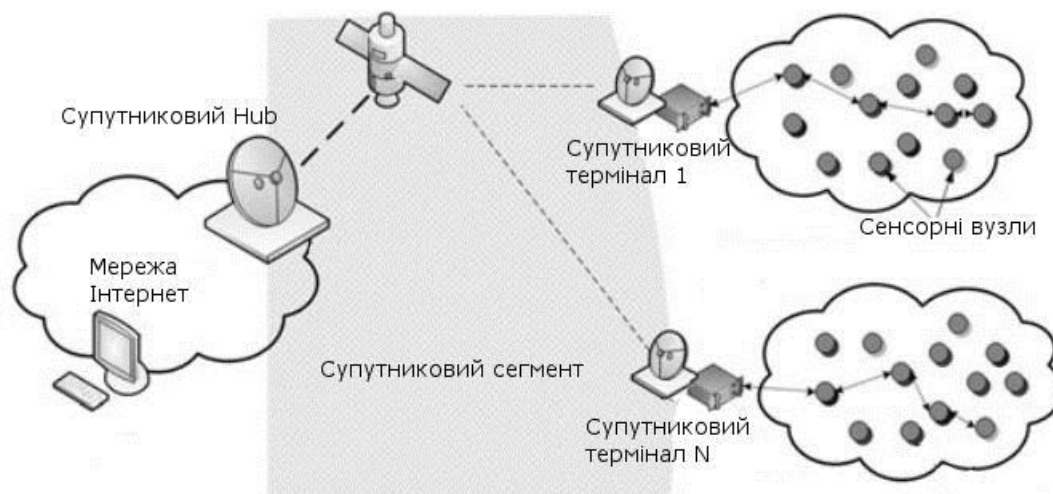 Супутниковий Hub
Супутниковий
термінал 1
Сенсорні вузли
Мережа
Інтернет
Супутниковий сегмент
Супутниковий
термінал N